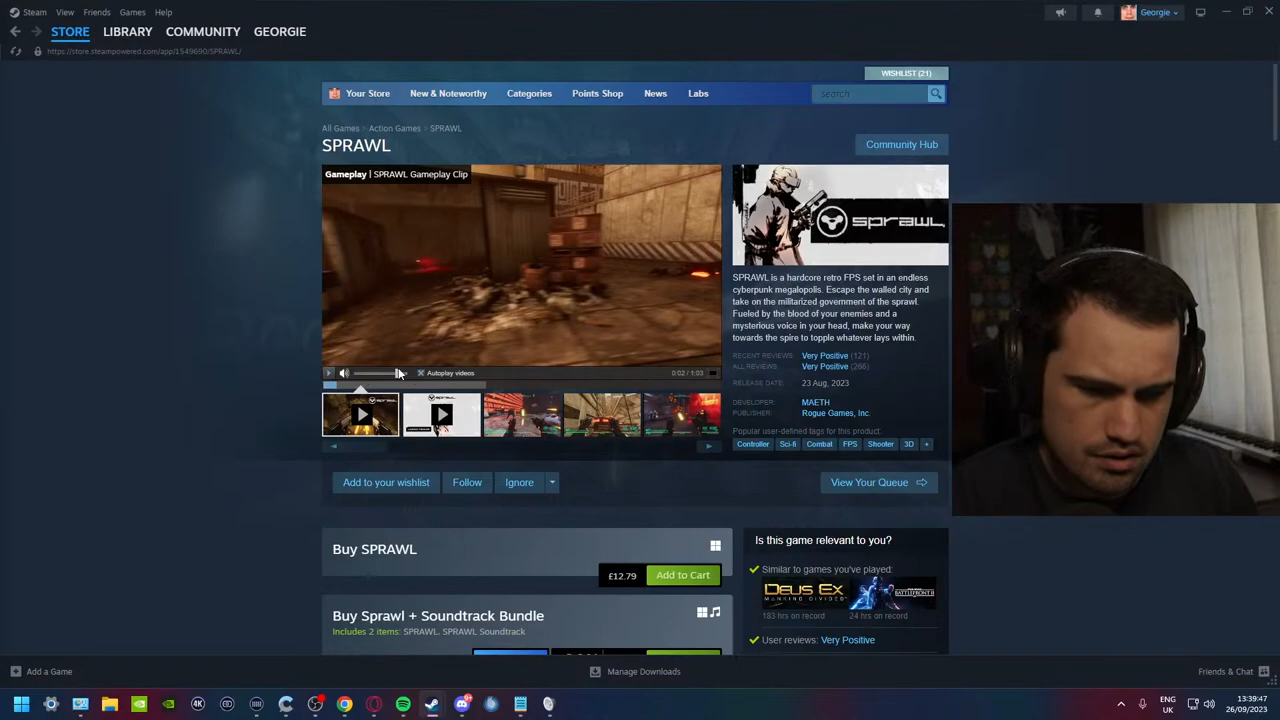 Steam View Friends Games Help
Georgie
STORE LIBRARY COMMUNITY GEORGIE
https://store.steampowered.com/app/1549690/SPRAWL/
WISHLIST (21)
Your Store New & Noteworthy Categories Points Shop News Labs search
All Games > Action Games > SPRAWL
SPRAWL
Community Hub
Gameplay | SPRAWL Gameplay Clip
sprawl
SPRAWL is a hardcore retro FPS set in an endless
cyberpunk megalopolis. Escape the walled city and
take on the militarized government of the sprawl.
Fueled by the blood of your enemies and a
mysterious voice in your head, make your way
towards the spire to topple whatever lays within.
RECENT REVIEWS: Very Positive (121)
ALL REVIEWS: Very Positive (266)
RELEASE DATE: 23 Aug, 2023
DEVELOPER: MAETH
PUBLISHER: Rogue Games, Inc.
Popular user-defined tags for this product:
Controller Sci-fi Combat FPS Shooter 3D +
Autoplay videos 0:02 / 1:03
Add to your wishlist Follow Ignore View Your Queue
Buy SPRAWL
£12.79 Add to Cart
Buy Sprawl + Soundtrack Bundle
Includes 2 items: SPRAWL, SPRAWL Soundtrack
Is this game relevant to you?
Similar to games you've played:
DEUS EX
MANKIND DIVIDED
BATTLEFRONT II
183 hrs on record 24 hrs on record
User reviews: Very Positive
Add a Game Manage Downloads Friends & Chat
4K
9+
ENG
UK
13:39:47
26/09/2023